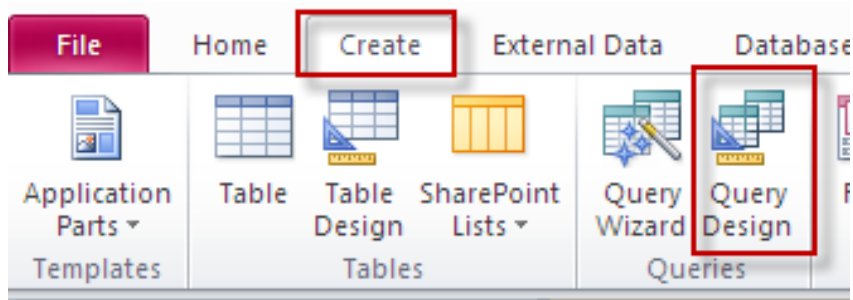 File Home Create External Data Database
Application Parts
Table
Table Design
SharePoint Lists
Query Wizard
Query Design
Templates Tables Queries